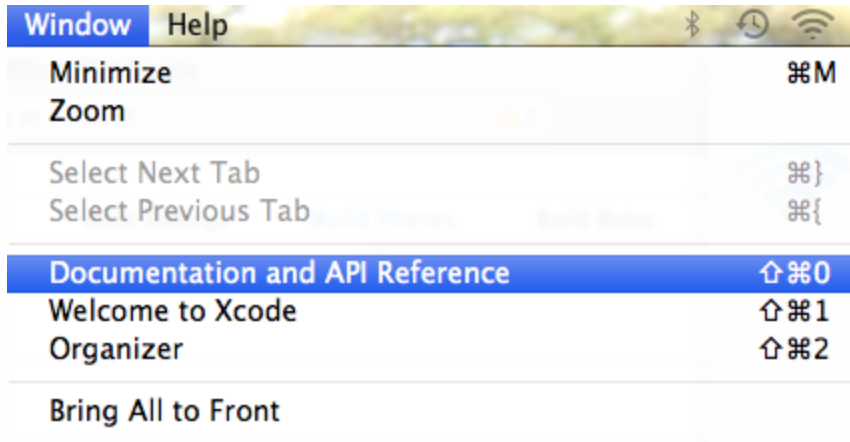 Window Help
Minimize ⌘M
Zoom
Select Next Tab ⌘}
Select Previous Tab ⌘{
Documentation and API Reference ⇧⌘0
Welcome to Xcode ⇧⌘1
Organizer ⇧⌘2
Bring All to Front